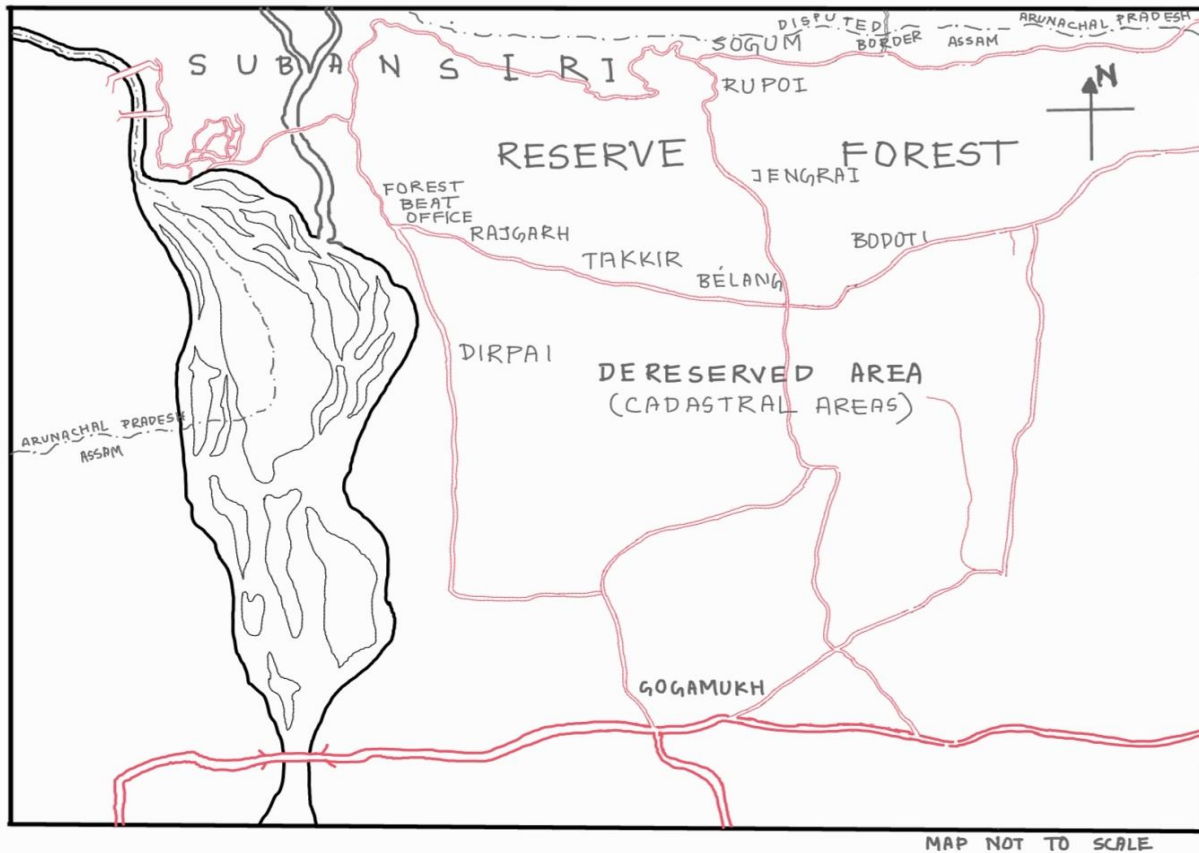 DISPUTED
ARUNACHAL PRADESH
SOGUM
BORDER
ASSAM
SUBANSIRI
RUPOI
N
RESERVE FOREST
JENGRAI
FOREST
BEAT
OFFICE
RAJGARH
BODOTI
TAKKIR
BÉLANG
DIRPAI
DERESERVED AREA
(CADASTRAL AREAS)
ARUNACHAL PRADESH
ASSAM
GOGAMUKH
MAP NOT TO SCALE